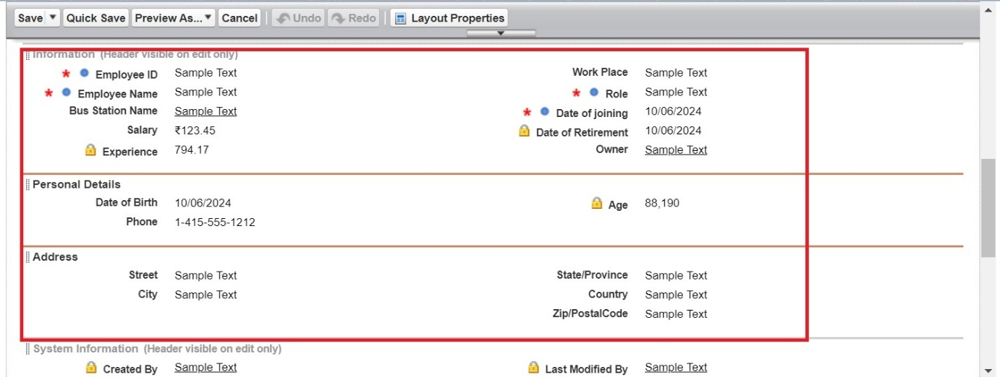 Save Quick Save Preview As... Cancel Undo Redo Layout Properties
Information (Header visible on edit only)
* Employee ID Sample Text Work Place Sample Text
* Employee Name Sample Text * Role Sample Text
Bus Station Name Sample Text * Date of joining 10/06/2024
Salary ₹123.45 Date of Retirement 10/06/2024
Experience 794.17 Owner Sample Text
Personal Details
Date of Birth 10/06/2024 Age 88,190
Phone 1-415-555-1212
Address
Street Sample Text State/Province Sample Text
City Sample Text Country Sample Text
Zip/PostalCode Sample Text
System Information (Header visible on edit only)
Created By Sample Text Last Modified By Sample Text